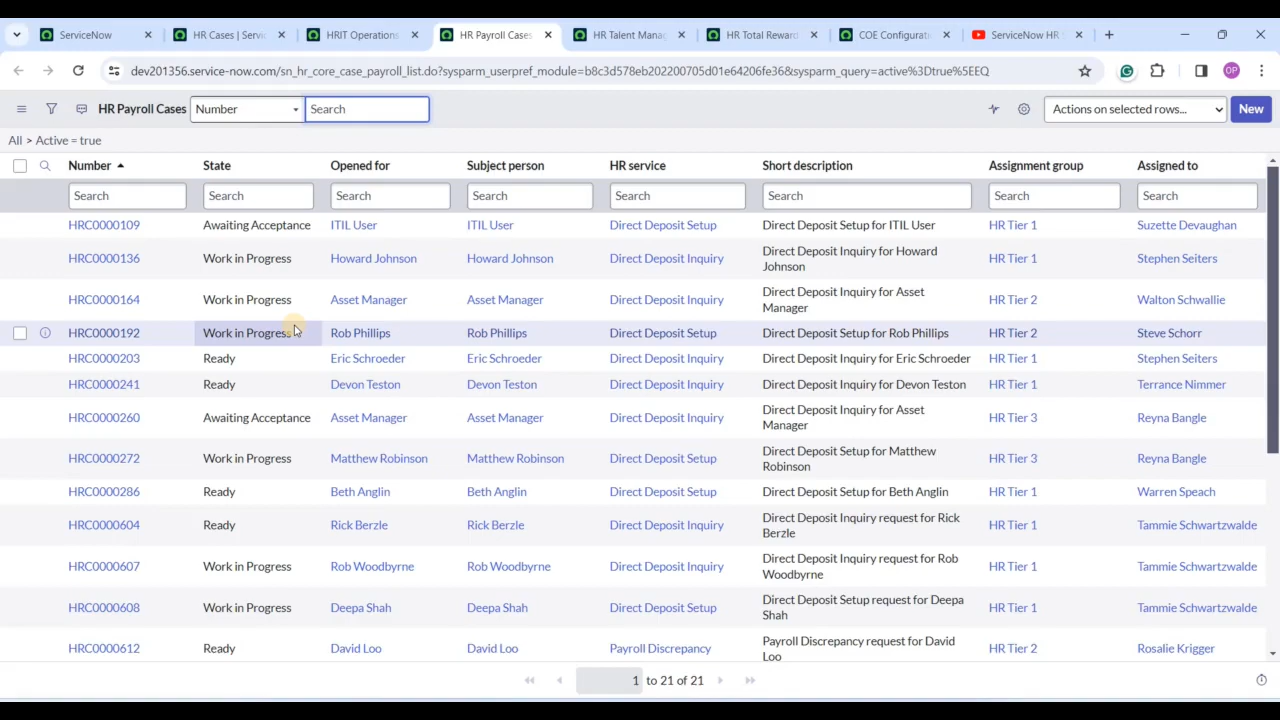 ServiceNow
HR Cases | Servi
HRIT Operations
HR Payroll Cases
HR Talent Mana
HR Total Reward
COE Configurati
ServiceNow HR
dev201356.service-now.com/sn_hr_core_case_payroll_list.do?sysparm_userpref_module=b8c3d578eb202200705d01e64206fe36&sysparm_query=active%3Dtrue%5EEQ
OP
HR Payroll Cases Number Search Actions on selected rows... New
All > Active = true
Number State Opened for Subject person HR service Short description Assignment group Assigned to
Search Search Search Search Search Search Search Search
HRC0000109 Awaiting Acceptance ITIL User ITIL User Direct Deposit Setup Direct Deposit Setup for ITIL User HR Tier 1 Suzette Devaughan
HRC0000136 Work in Progress Howard Johnson Howard Johnson Direct Deposit Inquiry Direct Deposit Inquiry for Howard HR Tier 1 Stephen Seiters
Johnson
HRC0000164 Work in Progress Asset Manager Asset Manager Direct Deposit Inquiry Direct Deposit Inquiry for Asset HR Tier 2 Walton Schwallie
Manager
HRC0000192 Work in Progress Rob Phillips Rob Phillips Direct Deposit Setup Direct Deposit Setup for Rob Phillips HR Tier 2 Steve Schorr
HRC0000203 Ready Eric Schroeder Eric Schroeder Direct Deposit Inquiry Direct Deposit Inquiry for Eric Schroeder HR Tier 1 Stephen Seiters
HRC0000241 Ready Devon Teston Devon Teston Direct Deposit Inquiry Direct Deposit Inquiry for Devon Teston HR Tier 1 Terrance Nimmer
HRC0000260 Awaiting Acceptance Asset Manager Asset Manager Direct Deposit Inquiry Direct Deposit Inquiry for Asset HR Tier 3 Reyna Bangle
Manager
HRC0000272 Work in Progress Matthew Robinson Matthew Robinson Direct Deposit Setup Direct Deposit Setup for Matthew HR Tier 3 Reyna Bangle
Robinson
HRC0000286 Ready Beth Anglin Beth Anglin Direct Deposit Setup Direct Deposit Setup for Beth Anglin HR Tier 1 Warren Speach
HRC0000604 Ready Rick Berzle Rick Berzle Direct Deposit Inquiry Direct Deposit Inquiry request for Rick HR Tier 1 Tammie Schwartzwalde
Berzle
HRC0000607 Work in Progress Rob Woodbyrne Rob Woodbyrne Direct Deposit Inquiry Direct Deposit Inquiry request for Rob HR Tier 1 Tammie Schwartzwalde
Woodbyrne
HRC0000608 Work in Progress Deepa Shah Deepa Shah Direct Deposit Setup Direct Deposit Setup request for Deepa HR Tier 1 Tammie Schwartzwalde
Shah
HRC0000612 Ready David Loo David Loo Payroll Discrepancy Payroll Discrepancy request for David HR Tier 2 Rosalie Krigger
Loo
1 to 21 of 21